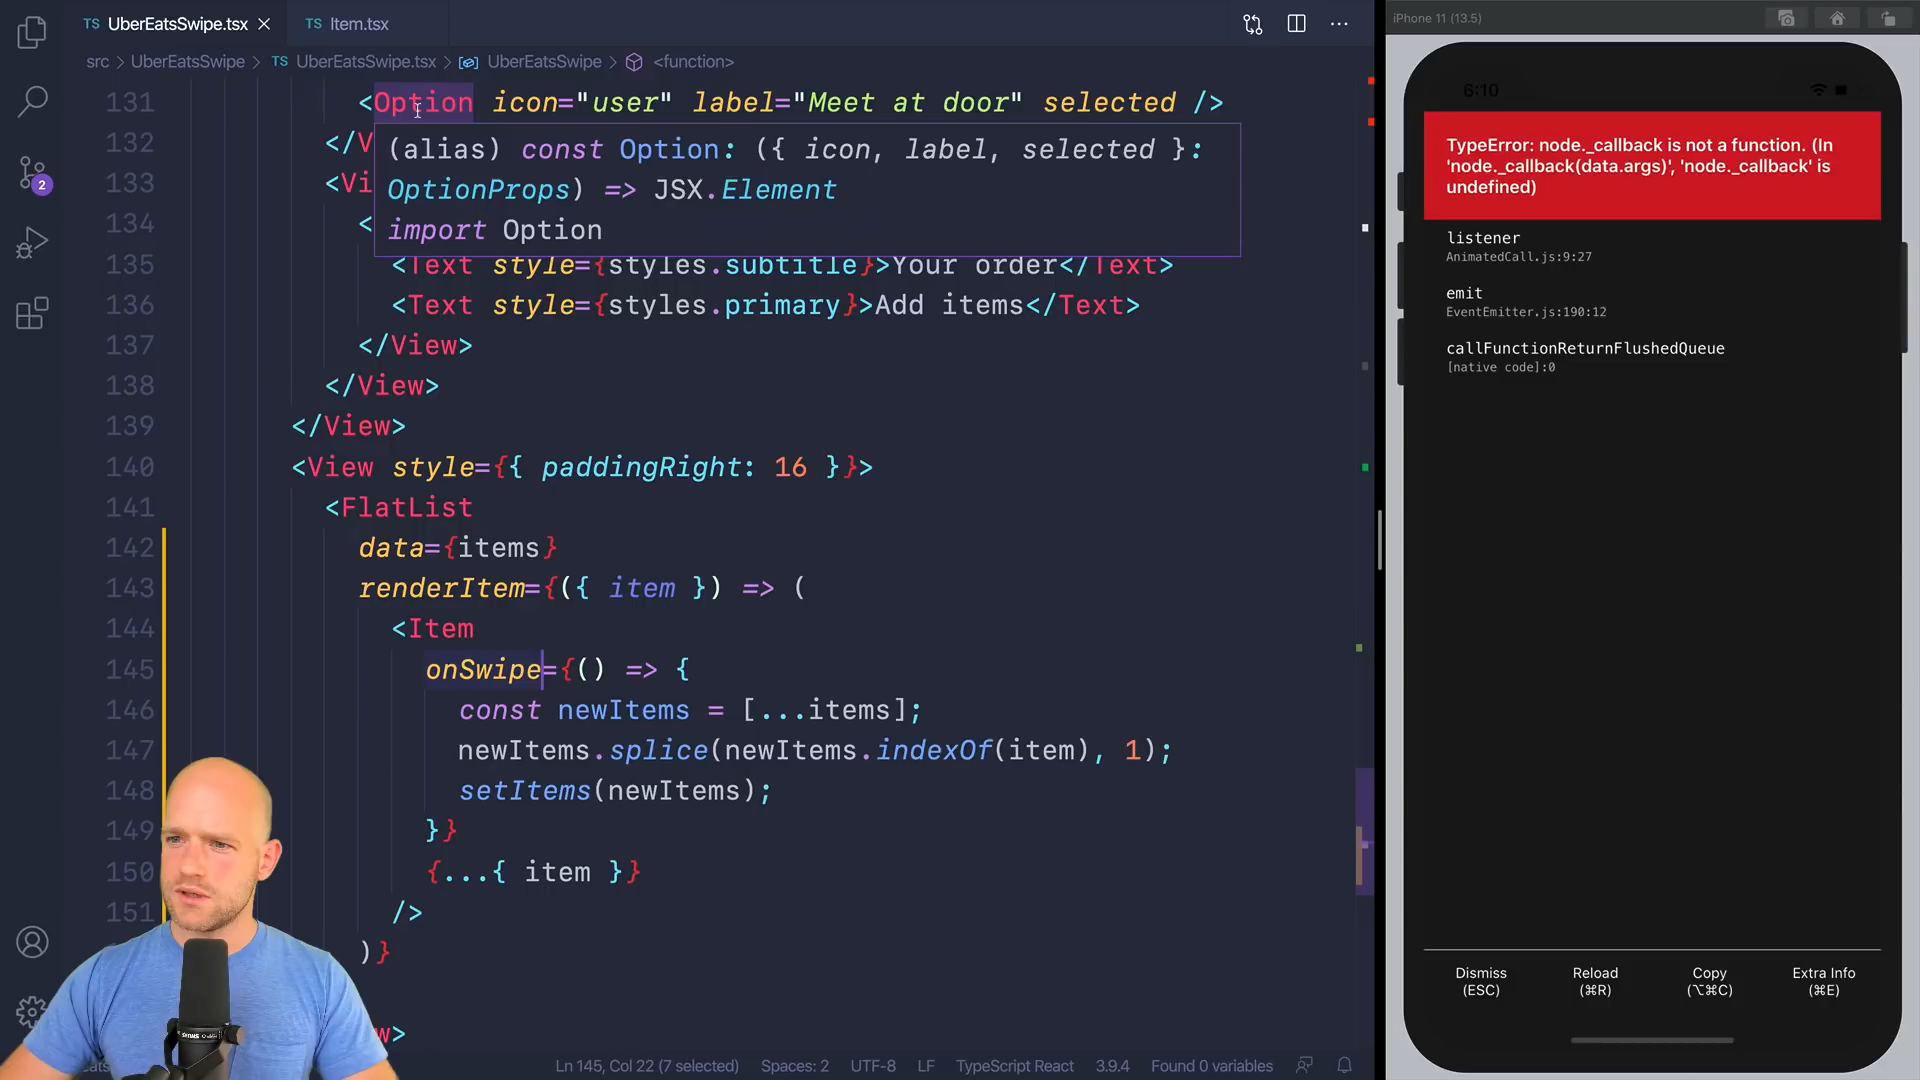 TS UberEatsSwipe.tsx
TS Item.tsx
src > UberEatsSwipe > TS UberEatsSwipe.tsx > UberEatsSwipe > <function>
131 <Option icon="user" label="Meet at door" selected />
132 </V
(alias) const Option: ({ icon, label, selected }:
133 <Vi
OptionProps) => JSX.Element
134 <
import Option
135 <Text style={styles.subtitle}>Your order</Text>
136 <Text style={styles.primary}>Add items</Text>
137 </View>
138 </View>
139 </View>
140 <View style={{ paddingRight: 16 }}>
141 <FlatList
142 data={items}
143 renderItem={({ item }) => (
144 <Item
145 onSwipe={() => {
146 const newItems = [...items];
147 newItems.splice(newItems.indexOf(item), 1);
148 setItems(newItems);
149 }}
150 {...{ item }}
151 />
)}
w>
2
Ln 145, Col 22 (7 selected)
Spaces: 2
UTF-8
LF
TypeScript React
3.9.4
Found 0 variables
iPhone 11 (13.5)
6:10
TypeError: node._callback is not a function. (In
'node._callback(data.args)', 'node._callback' is
undefined)
listener
AnimatedCall.js:9:27
emit
EventEmitter.js:190:12
callFunctionReturnFlushedQueue
[native code]:0
Dismiss
(ESC)
Reload
(⌘R)
Copy
(⌥⌘C)
Extra Info
(⌘E)